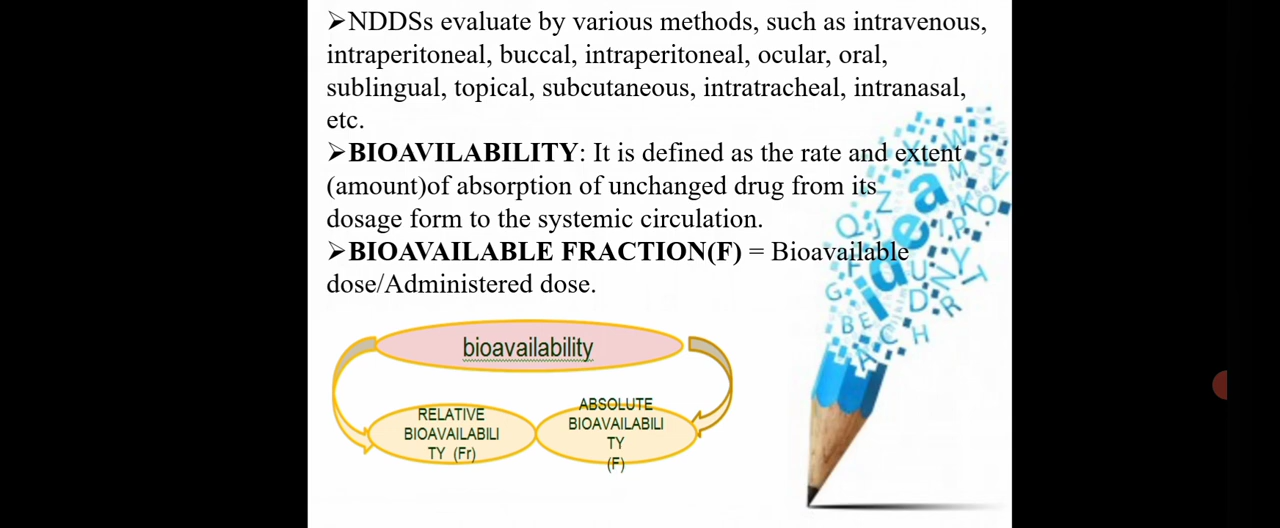 ➢NDDSs evaluate by various methods, such as intravenous,
intraperitoneal, buccal, intraperitoneal, ocular, oral,
sublingual, topical, subcutaneous, intratracheal, intranasal,
etc.
➢BIOAVILABILITY: It is defined as the rate and extent
(amount)of absorption of unchanged drug from its
dosage form to the systemic circulation.
➢BIOAVAILABLE FRACTION(F) = Bioavailable
dose/Administered dose.
bioavailability
RELATIVE
BIOAVAILABILI
TY (Fr)
ABSOLUTE
BIOAVAILABILI
TY
(F)
idea